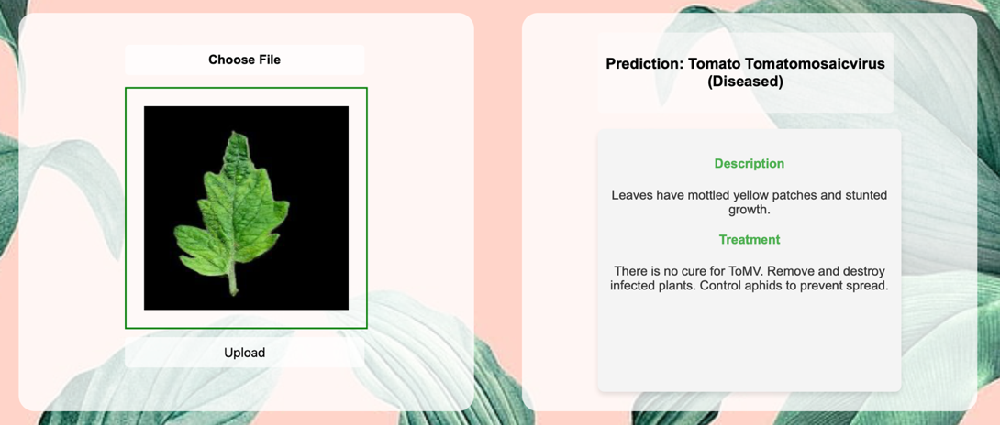 Choose File
Upload
Prediction: Tomato Tomatomosaicvirus
(Diseased)
Description
Leaves have mottled yellow patches and stunted
growth.
Treatment
There is no cure for ToMV. Remove and destroy
infected plants. Control aphids to prevent spread.